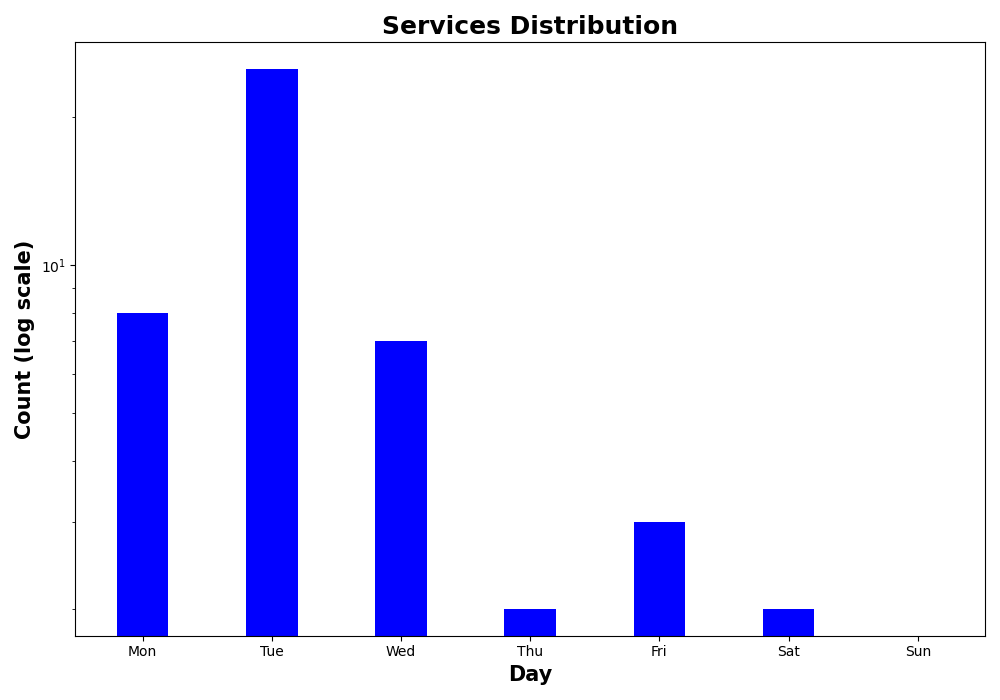 Services Distribution
Count (log scale)
10¹
Mon Tue Wed Thu Fri Sat Sun
Day